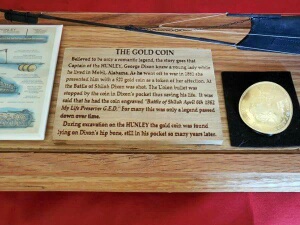 THE GOLD COIN
Believed to be only a romantic legend, the story goes that
Captain of the HUNLEY, George Dixon knew a young lady while
he lived in Mobil, Alabama. As he went off to war in 1861 she
presented him with a $20 gold coin as a token of her affection. At
the Battle of Shiloh Dixon was shot. The Union bullet was
stopped by the coin in Dixon's pocket thus saving his life. It was
said that he had the coin engraved "Battle of Shiloh April 6th 1862
My Life Preserver G.E.D." For many this was only a legend passed
down over time.
During excavation on the HUNLEY the gold coin was found
lying on Dixon's hip bone, still in his pocket so many years later.